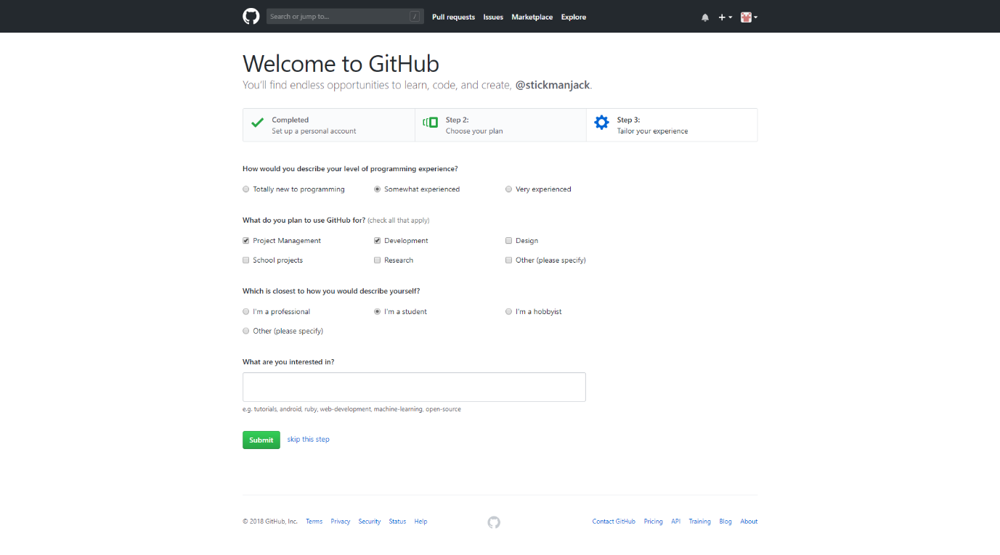 Search or jump to... / Pull requests Issues Marketplace Explore
Welcome to GitHub
You'll find endless opportunities to learn, code, and create, @stickmanjack.
Completed
Set up a personal account
Step 2:
Choose your plan
Step 3:
Tailor your experience
How would you describe your level of programming experience?
Totally new to programming Somewhat experienced Very experienced
What do you plan to use GitHub for? (check all that apply)
Project Management Development Design
School projects Research Other (please specify)
Which is closest to how you would describe yourself?
I'm a professional I'm a student I'm a hobbyist
Other (please specify)
What are you interested in?
e.g. tutorials, android, ruby, web-development, machine-learning, open-source
Submit skip this step
© 2018 GitHub, Inc. Terms Privacy Security Status Help Contact GitHub Pricing API Training Blog About